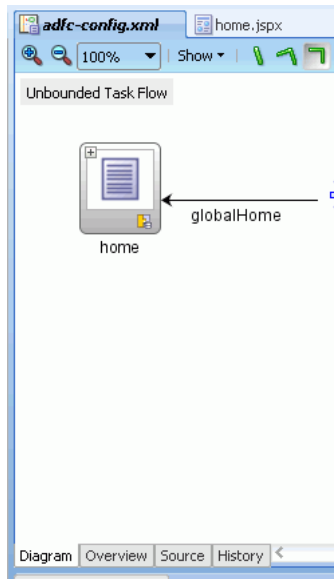 adfc-config.xml home.jspx
100% Show
Unbounded Task Flow
globalHome
home
Diagram Overview Source History